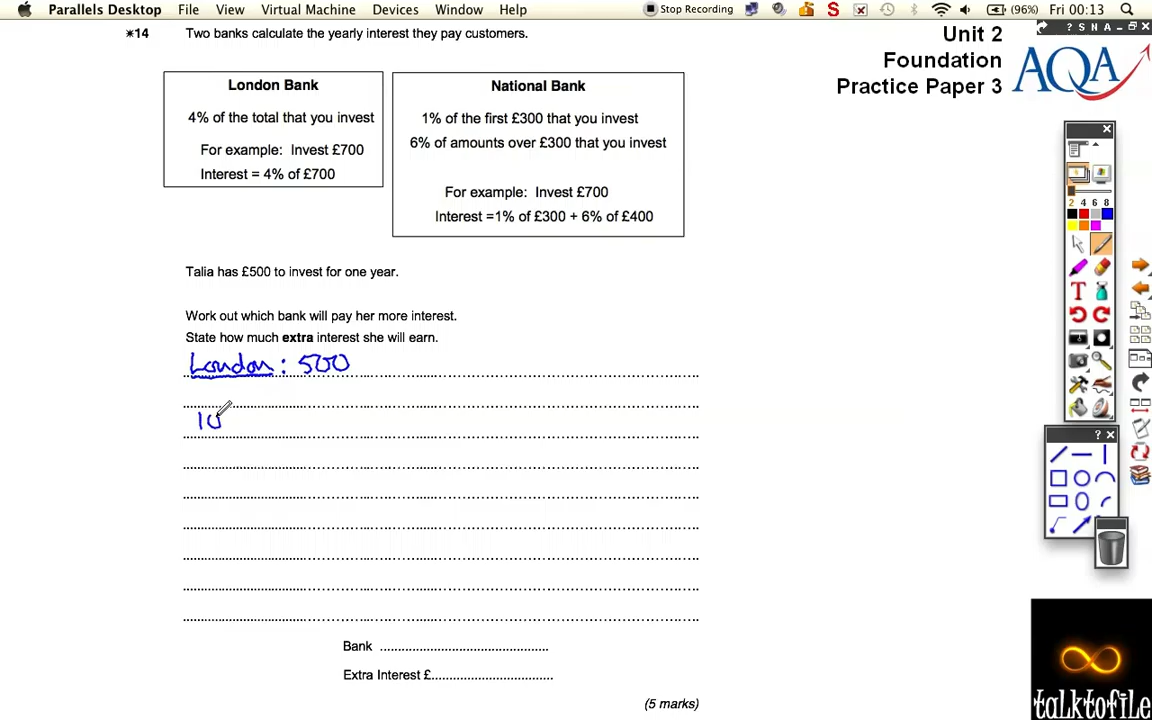 Parallels Desktop File View Virtual Machine Devices Window Help Stop Recording S (96%) Fri 00:13
*14 Two banks calculate the yearly interest they pay customers.
Unit 2
Foundation
Practice Paper 3
AQA
? S N A
London Bank
4% of the total that you invest
For example: Invest £700
Interest = 4% of £700
National Bank
1% of the first £300 that you invest
6% of amounts over £300 that you invest
For example: Invest £700
Interest =1% of £300 + 6% of £400
2 4 6 8
T
Talia has £500 to invest for one year.
Work out which bank will pay her more interest.
State how much extra interest she will earn.
London : 500
10
?
Bank
Extra Interest £
(5 marks)
talktofile